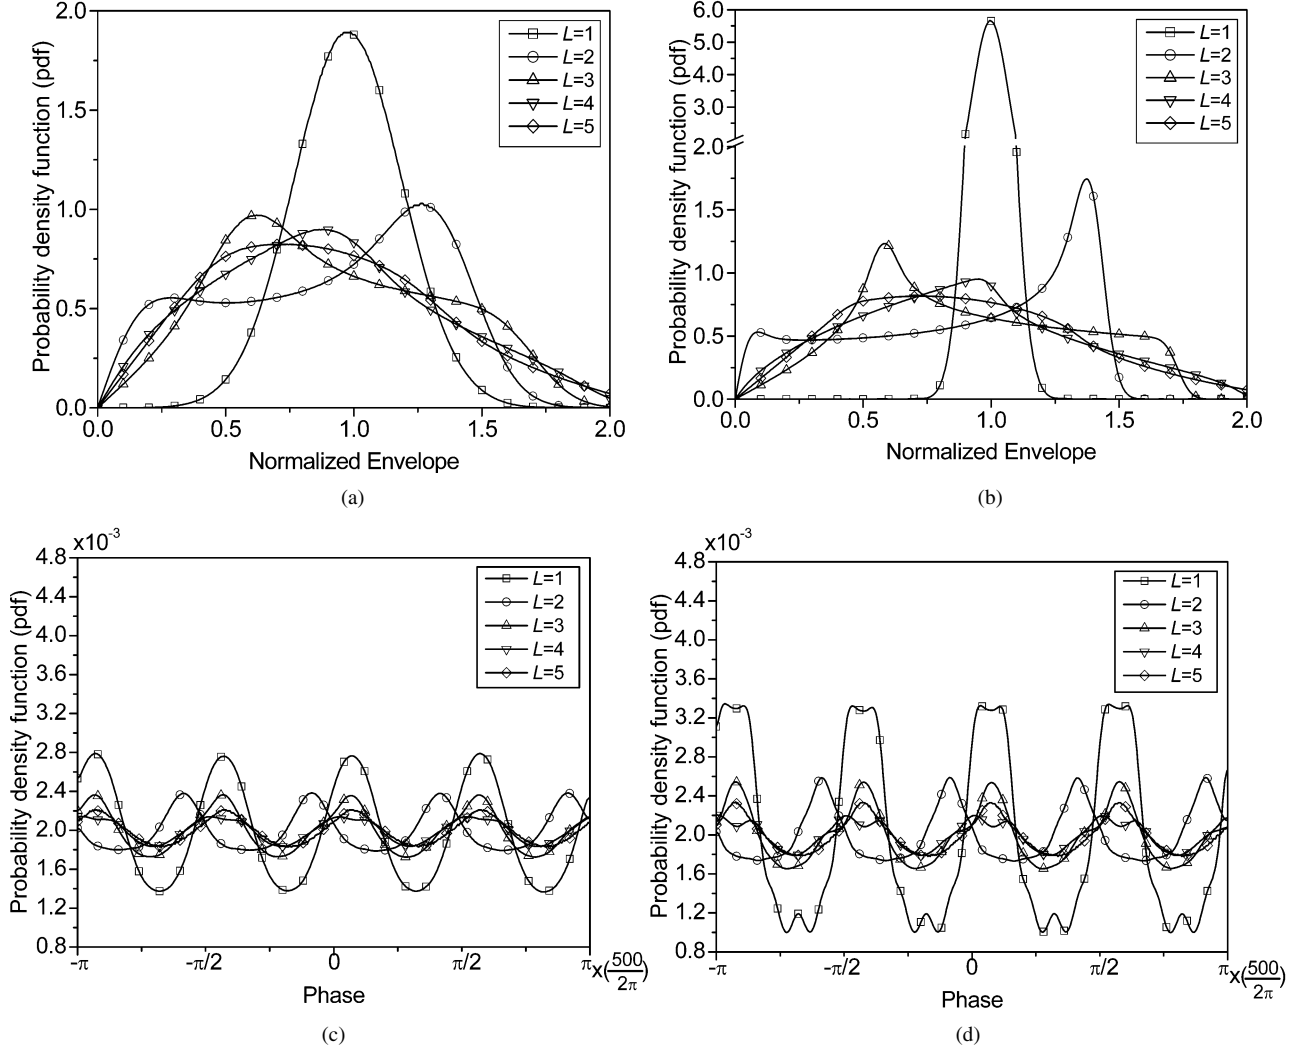 Probability density function (pdf)
2.0
1.5
1.0
0.5
0.0
L=1
L=2
L=3
L=4
L=5
0.0 0.5 1.0 1.5 2.0
Normalized Envelope
(a)
Probability density function (pdf)
6.0
5.0
4.0
3.0
2.0
1.5
1.0
0.5
0.0
L=1
L=2
L=3
L=4
L=5
0.0 0.5 1.0 1.5 2.0
Normalized Envelope
(b)
x10⁻³
Probability density function (pdf)
4.8
4.4
4.0
3.6
3.2
2.8
2.4
2.0
1.6
1.2
0.8
L=1
L=2
L=3
L=4
L=5
-π -π/2 0 π/2 π x(500/2π)
Phase
(c)
x10⁻³
Probability density function (pdf)
4.8
4.4
4.0
3.6
3.2
2.8
2.4
2.0
1.6
1.2
0.8
L=1
L=2
L=3
L=4
L=5
-π -π/2 0 π/2 π x(500/2π)
Phase
(d)